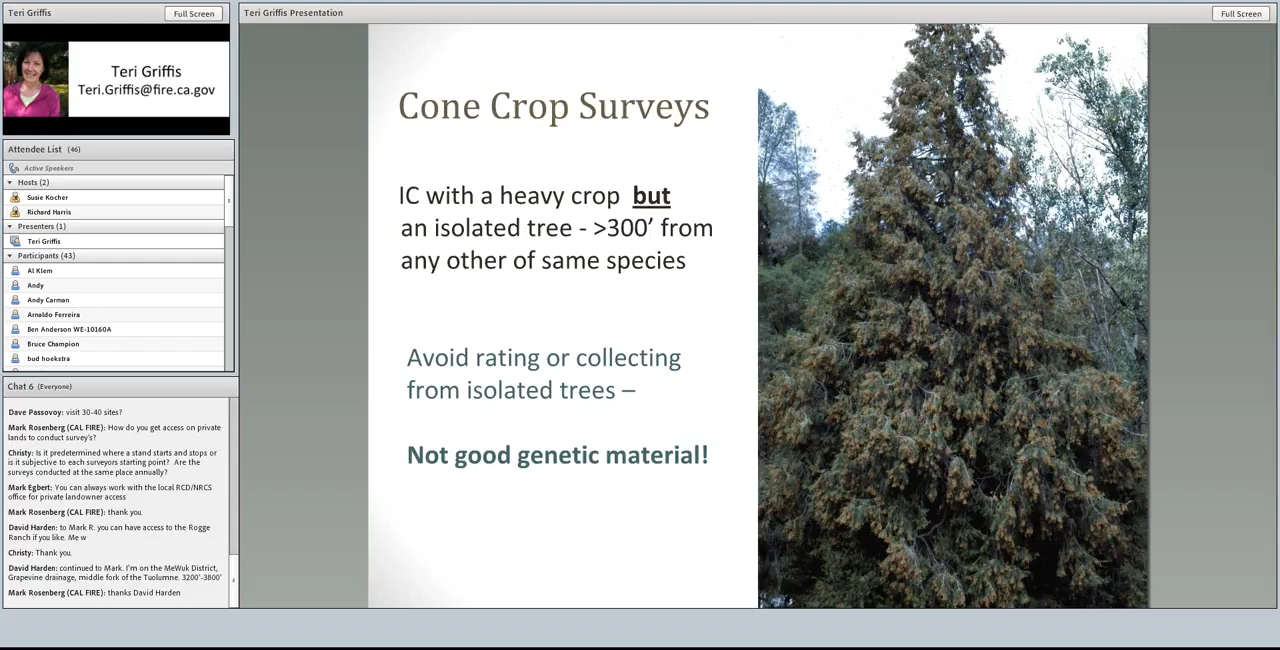 Teri Griffis
Full Screen
Teri Griffis
Teri.Griffis@fire.ca.gov
Attendee List (46)
Active Speakers
Hosts (2)
Susie Kocher
Richard Harris
Presenters (1)
Teri Griffis
Participants (43)
Al Klem
Andy
Andy Carman
Arnaldo Ferreira
Ben Anderson WE-10160A
Bruce Champion
bud hoekstra
Chat 6 (Everyone)
Dave Passovoy: visit 30-40 sites?
Mark Rosenberg (CAL FIRE): How do you get access on private
lands to conduct survey's?
Christy: Is it predetermined where a stand starts and stops or
is it subjective to each surveyors starting point? Are the
surveys conducted at the same place annually?
Mark Egbert: You can always work with the local RCD/NRCS
office for private landowner access
Mark Rosenberg (CAL FIRE): thank you.
David Harden: to Mark R. you can have access to the Rogge
Ranch if you like. Me w
Christy: Thank you.
David Harden: continued to Mark. I'm on the MeWuk District,
Grapevine drainage, middle fork of the Tuolumne. 3200'-3800'
Mark Rosenberg (CAL FIRE): thanks David Harden
Teri Griffis Presentation
Full Screen
Cone Crop Surveys
IC with a heavy crop but
an isolated tree - >300’ from
any other of same species
Avoid rating or collecting
from isolated trees –
Not good genetic material!